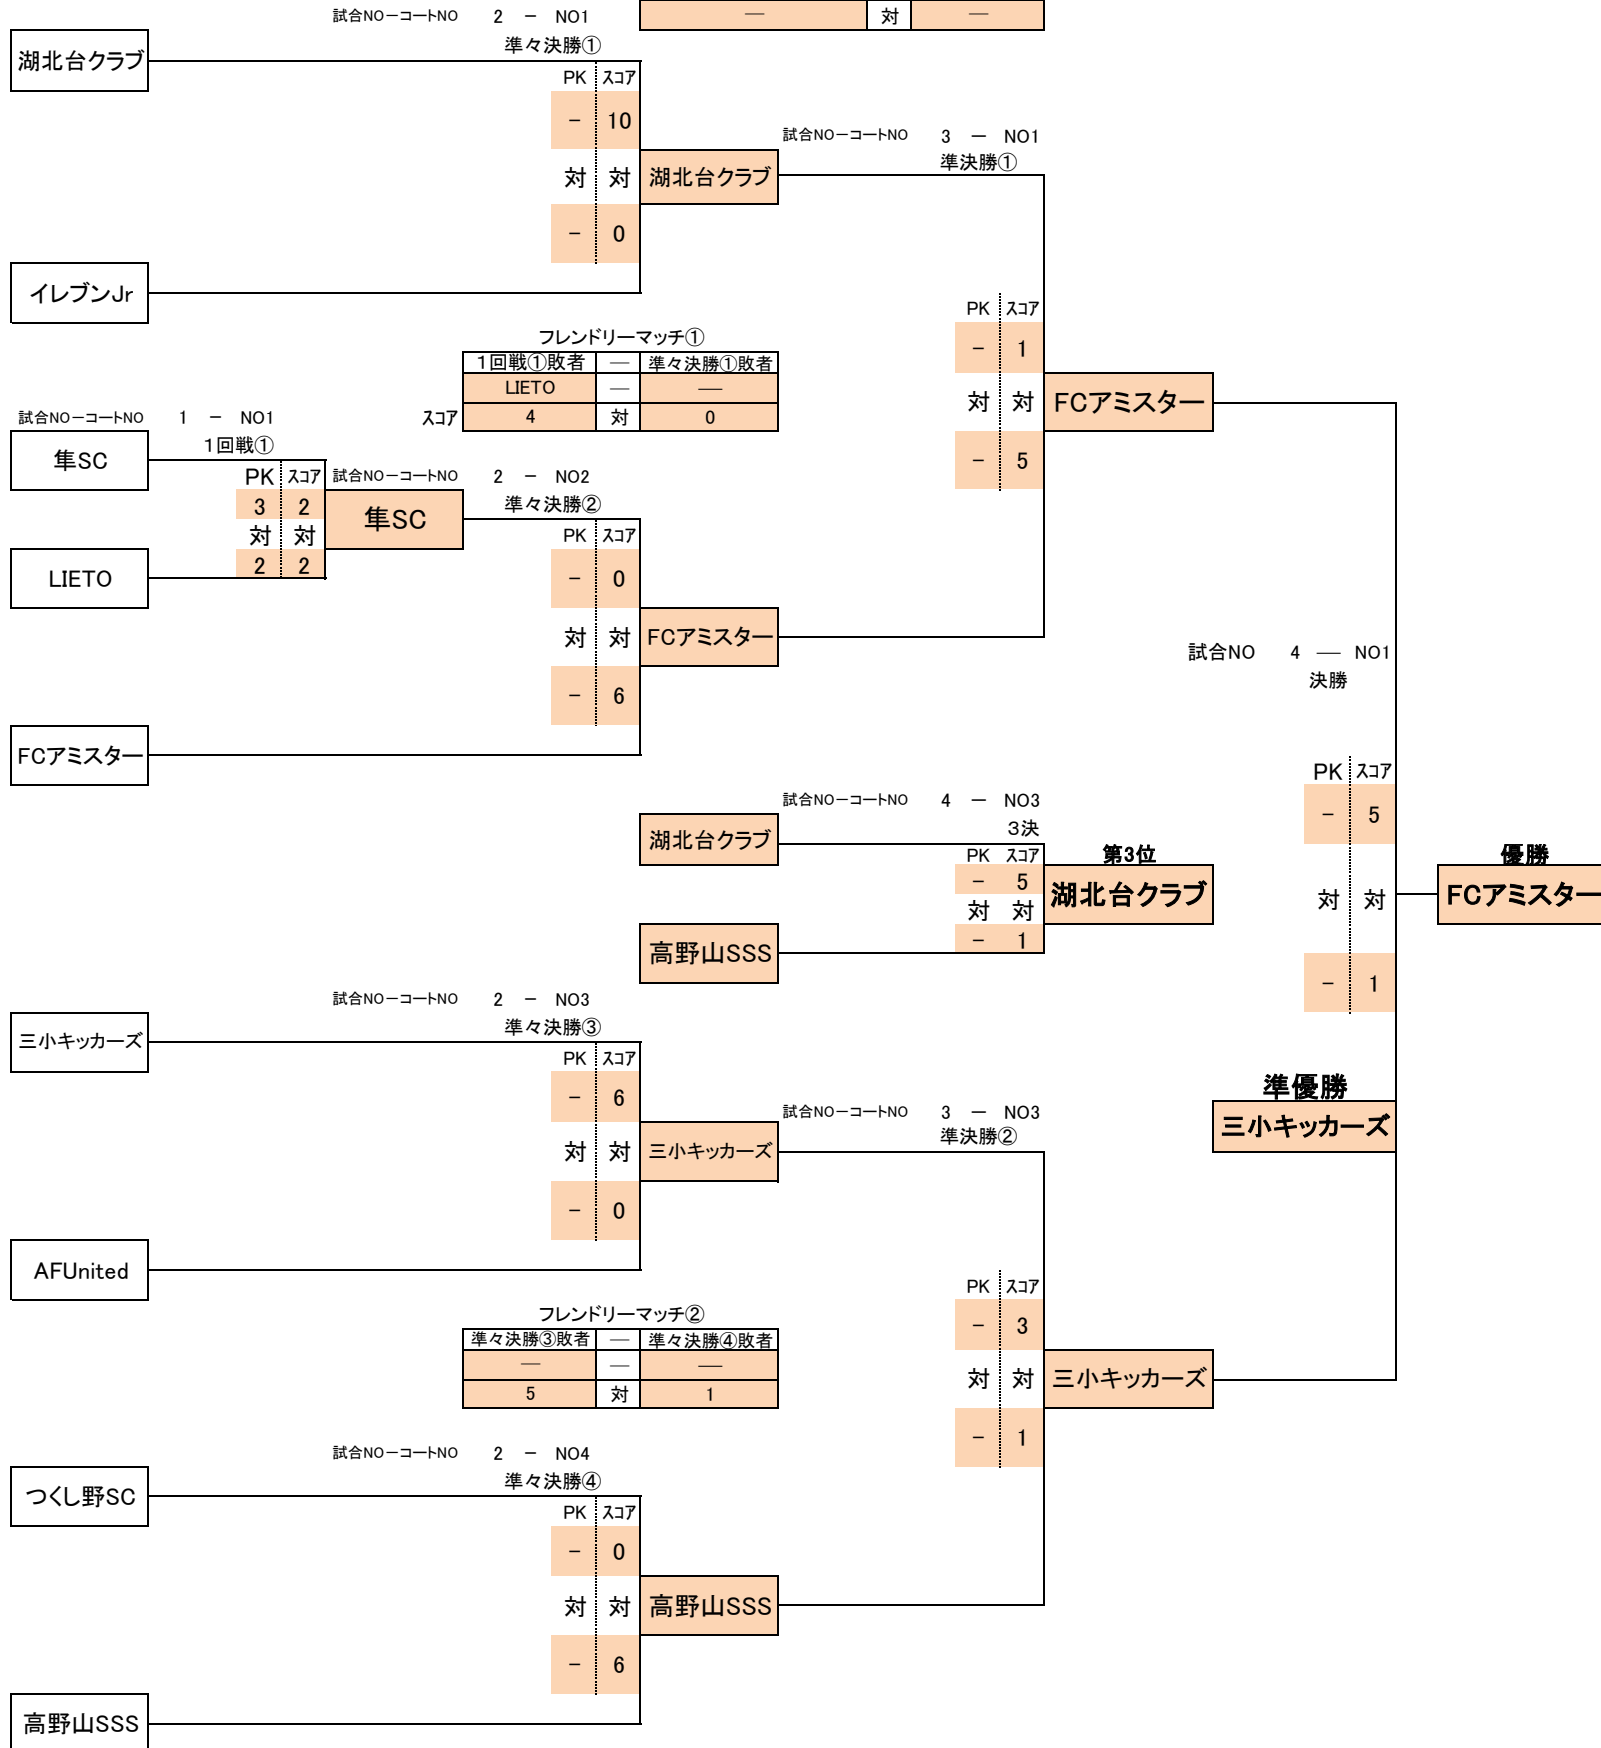 試合NO－コートNO 2 － NO1
― 対 ―
準々決勝①
湖北台クラブ
PK スコア
- 10
試合NO－コートNO 3 － NO1
準決勝①
対 対 湖北台クラブ
- 0
イレブンJr
PK スコア
フレンドリーマッチ①
- 1
１回戦①敗者 ― 準々決勝①敗者
LIETO ― ―
対 対 FCアミスター
スコア 4 対 0
試合NO－コートNO 1 － NO1
１回戦①
隼SC
- 5
PK スコア
試合NO－コートNO 2 － NO2
準々決勝②
3 2
隼SC
対 対
PK スコア
2 2
LIETO
- 0
対 対 FCアミスター
試合NO 4 ― NO1
決勝
- 6
FCアミスター
PK スコア
試合NO－コートNO 4 － NO3
- 5
３決
湖北台クラブ
PK スコア 第3位
優勝
- 5
湖北台クラブ
対 対
FCアミスター
対 対
- 1
高野山SSS
- 1
試合NO－コートNO 2 － NO3
準々決勝③
三小キッカーズ
PK スコア
準優勝
- 6
試合NO－コートNO 3 － NO3
三小キッカーズ
準決勝②
対 対 三小キッカーズ
- 0
AFUnited
PK スコア
フレンドリーマッチ②
- 3
準々決勝③敗者 ― 準々決勝④敗者
― ― ―
対 対 三小キッカーズ
5 対 1
- 1
試合NO－コートNO 2 － NO4
準々決勝④
つくし野SC
PK スコア
- 0
対 対 高野山SSS
- 6
高野山SSS